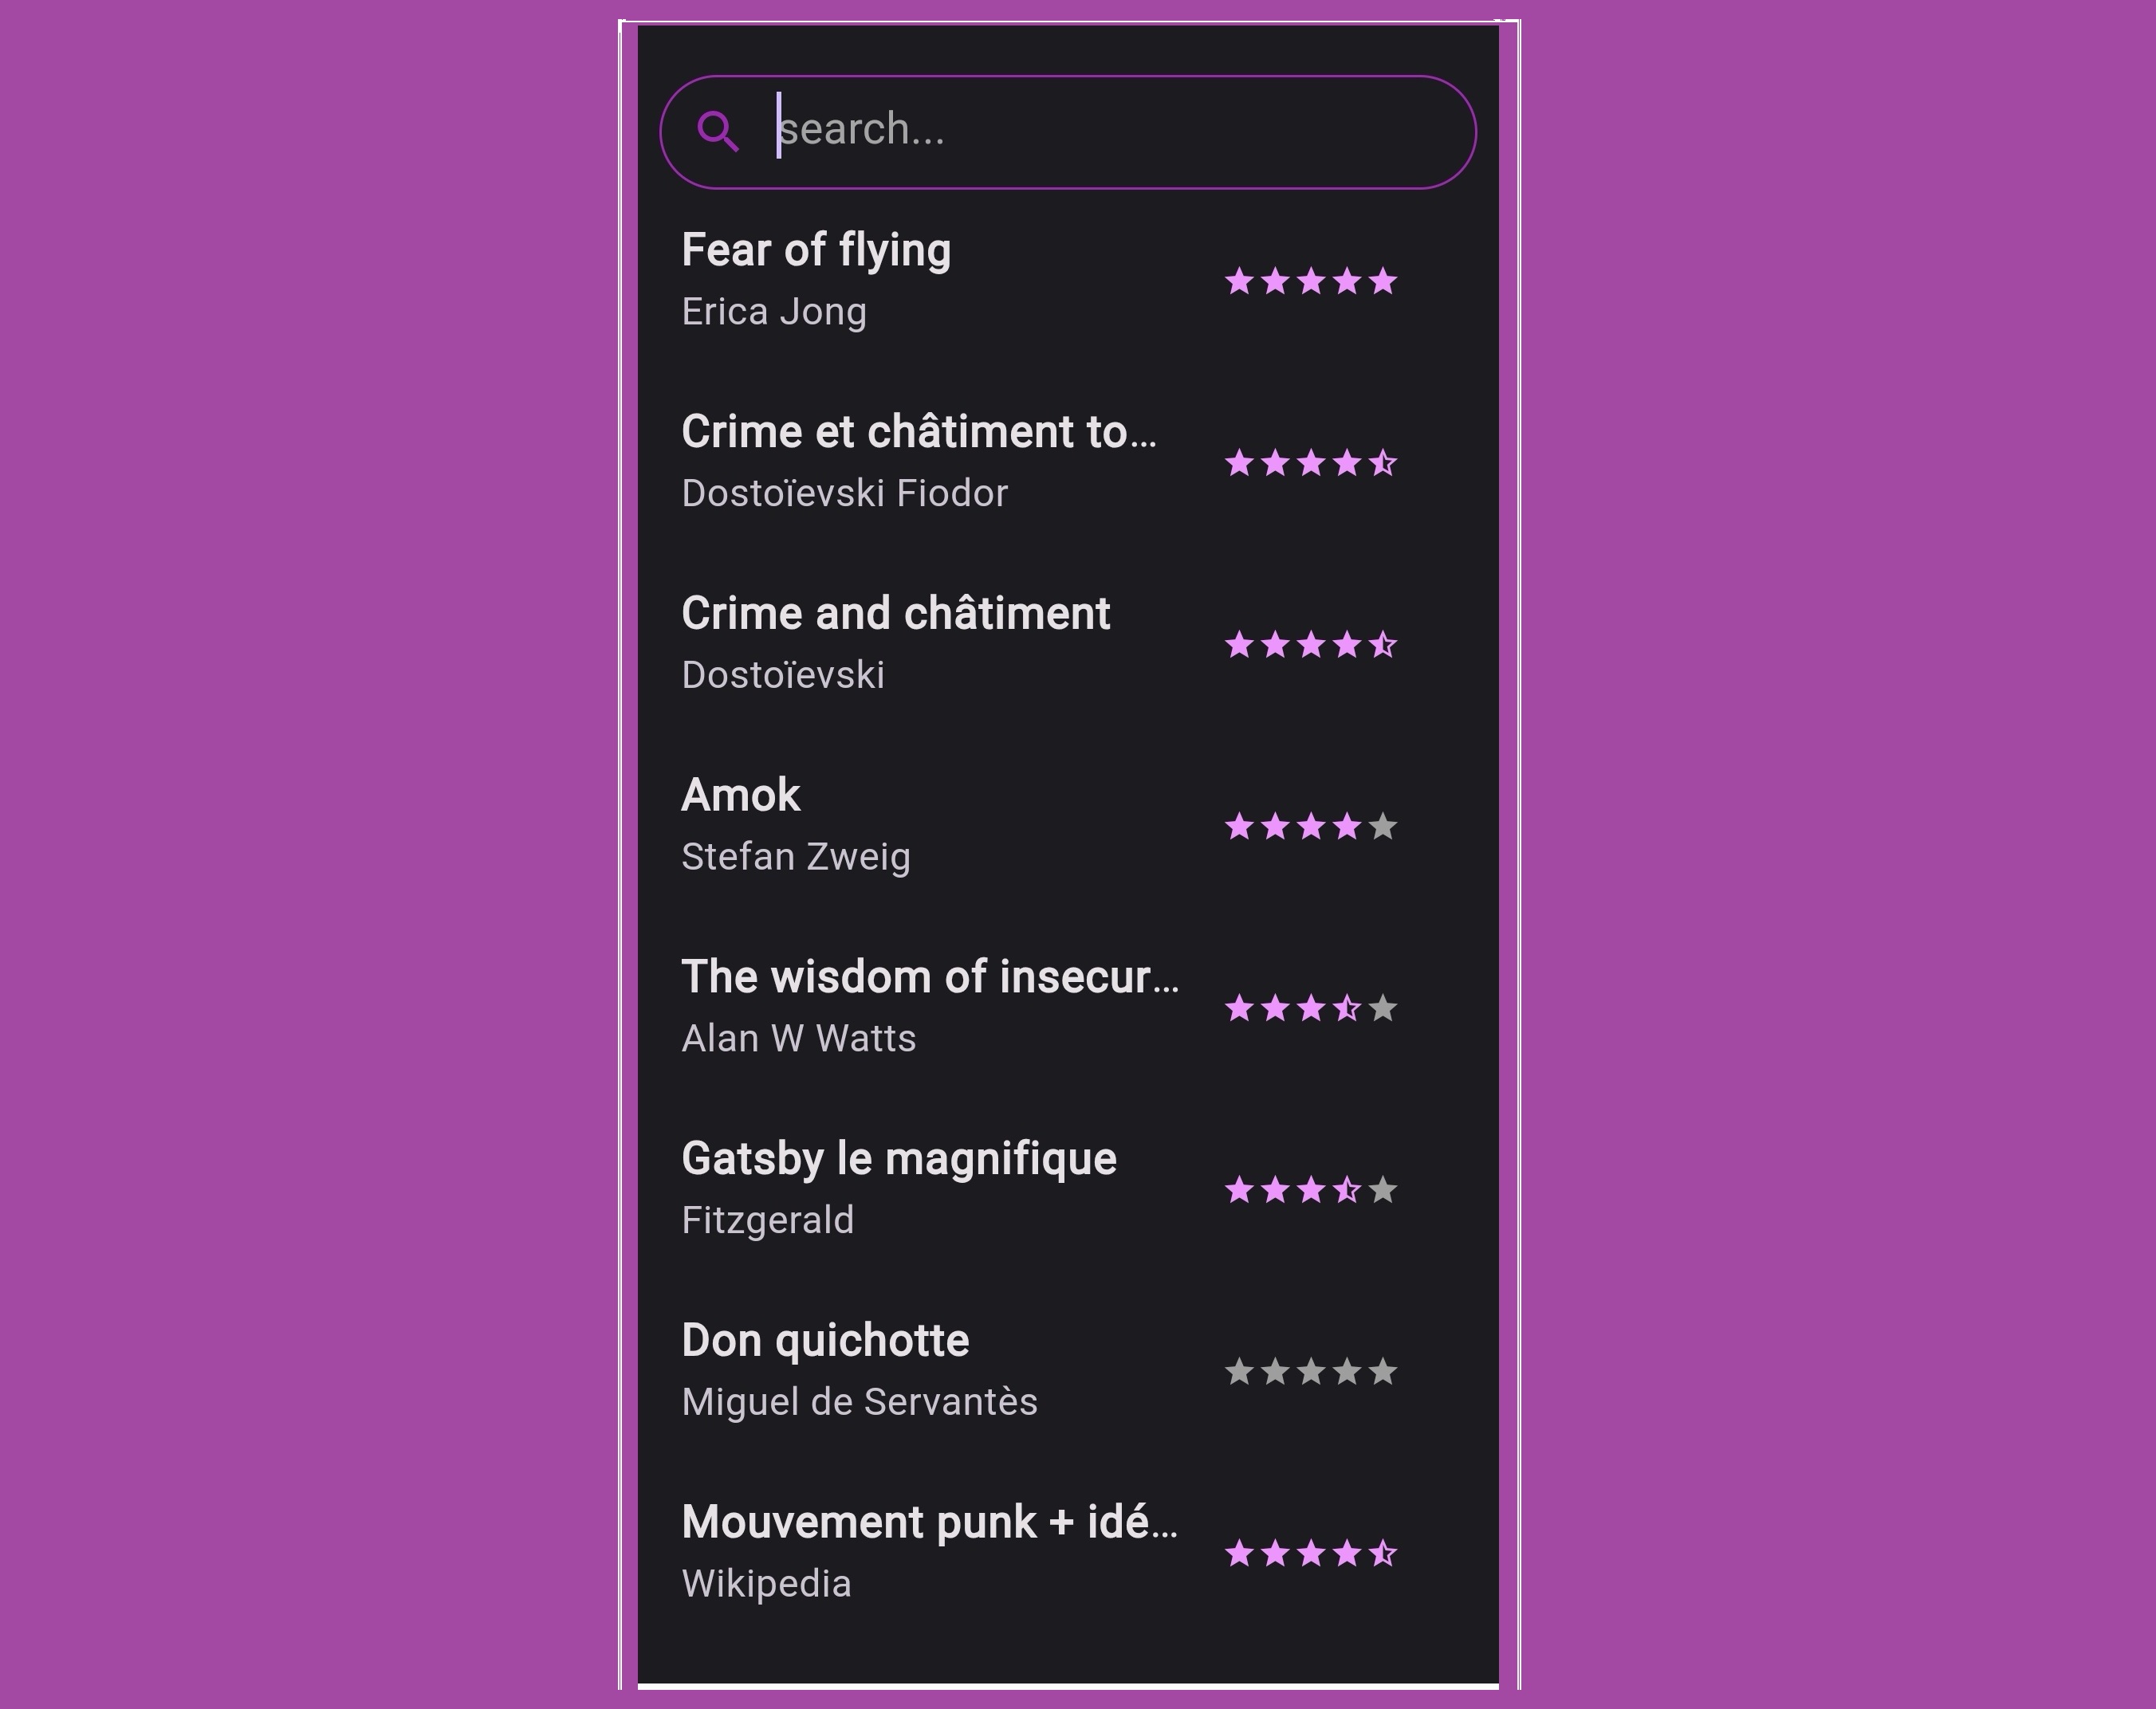 search...
Fear of flying
Erica Jong
Crime et châtiment to...
Dostoïevski Fiodor
Crime and châtiment
Dostoïevski
Amok
Stefan Zweig
The wisdom of insecur...
Alan W Watts
Gatsby le magnifique
Fitzgerald
Don quichotte
Miguel de Servantès
Mouvement punk + idé...
Wikipedia